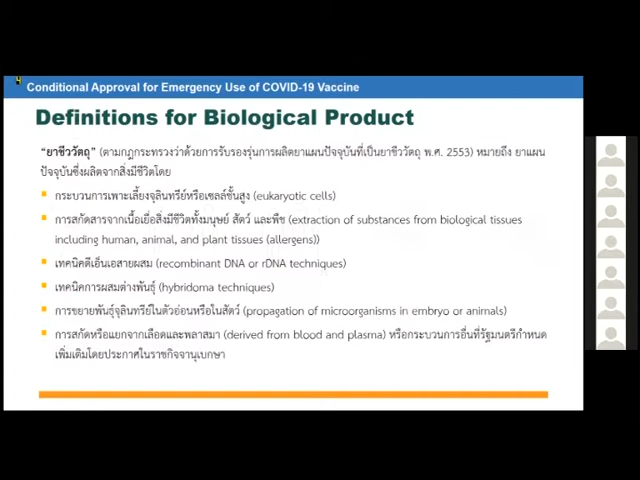 Conditional Approval for Emergency Use of COVID-19 Vaccine
Definitions for Biological Product
“ยาชีววัตถุ” (ตามกฎกระทรวงว่าด้วยการรับรองรุ่นการผลิตยาแผนปัจจุบันที่เป็นยาชีววัตถุ พ.ศ. 2553) หมายถึง ยาแผน
ปัจจุบันซึ่งผลิตจากสิ่งมีชีวิตโดย
กระบวนการเพาะเลี้ยงจุลินทรีย์หรือเซลล์ชั้นสูง (eukaryotic cells)
การสกัดสารจากเนื้อเยื่อสิ่งมีชีวิตทั้งมนุษย์ สัตว์ และพืช (extraction of substances from biological tissues
including human, animal, and plant tissues (allergens))
เทคนิคดีเอ็นเอสายผสม (recombinant DNA or rDNA techniques)
เทคนิคการผสมต่างพันธุ์ (hybridoma techniques)
การขยายพันธุ์จุลินทรีย์ในตัวอ่อนหรือในสัตว์ (propagation of microorganisms in embryo or animals)
การสกัดหรือแยกจากเลือดและพลาสมา (derived from blood and plasma) หรือกระบวนการอื่นที่รัฐมนตรีกำหนด
เพิ่มเติมโดยประกาศในราชกิจจานุเบกษา